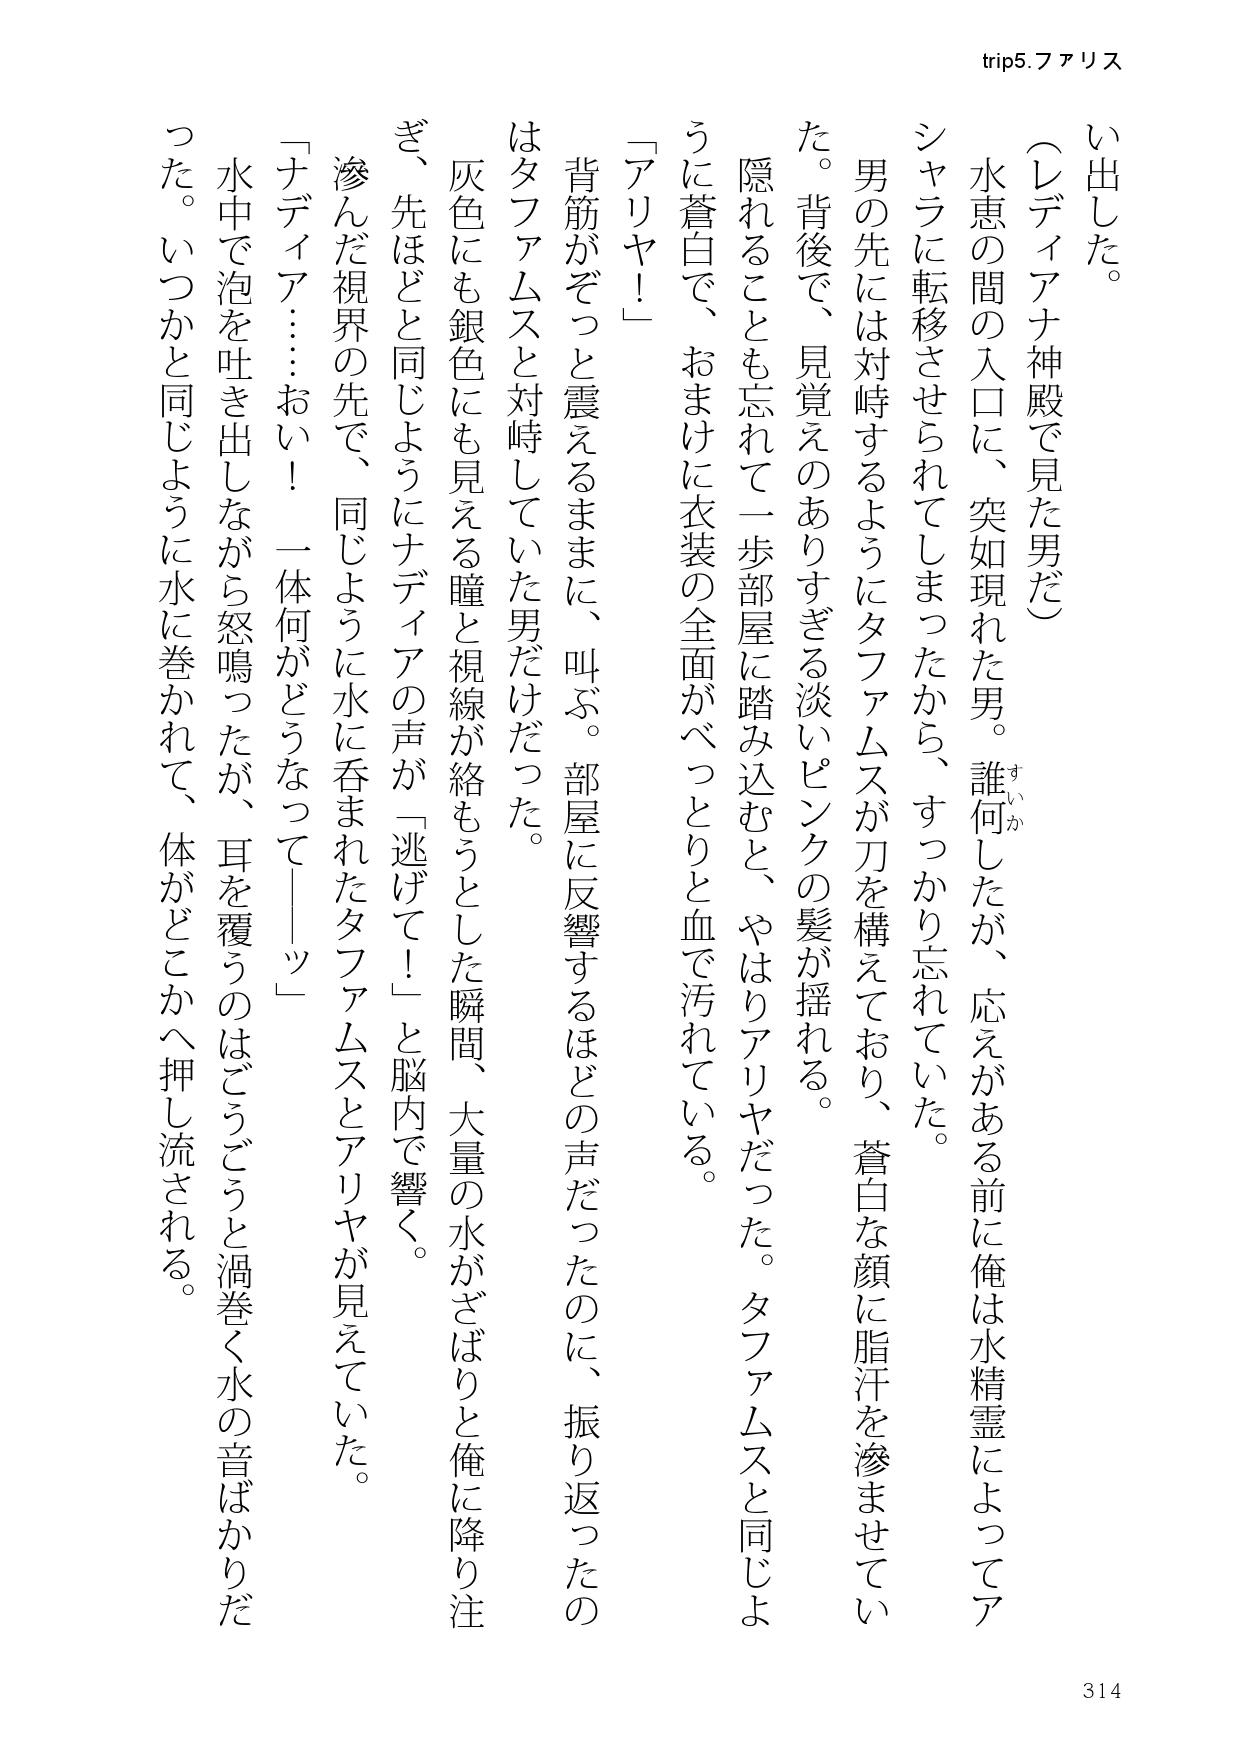 trip5.ファリス
い出した。
（レディアナ神殿で見た男だ）
　水恵の間の入口に、突如現れた男。誰何したが、応えがある前に俺は水精霊によってア
すいか
シャラに転移させられてしまったから、すっかり忘れていた。
　男の先には対峙するようにタファムスが刀を構えており、蒼白な顔に脂汗を滲ませてい
た。背後で、見覚えのありすぎる淡いピンクの髪が揺れる。
　隠れることも忘れて一歩部屋に踏み込むと、やはりアリヤだった。タファムスと同じよ
うに蒼白で、おまけに衣装の全面がべっとりと血で汚れている。
「アリヤ！」
　背筋がぞっと震えるままに、叫ぶ。部屋に反響するほどの声だったのに、振り返ったの
はタファムスと対峙していた男だけだった。
　灰色にも銀色にも見える瞳と視線が絡もうとした瞬間、大量の水がざばりと俺に降り注
ぎ、先ほどと同じようにナディアの声が「逃げて！」と脳内で響く。
　滲んだ視界の先で、同じように水に呑まれたタファムスとアリヤが見えていた。
「ナディア……おい！　一体何がどうなって――ッ」
　水中で泡を吐き出しながら怒鳴ったが、耳を覆うのはごうごうと渦巻く水の音ばかりだ
った。いつかと同じように水に巻かれて、体がどこかへ押し流される。
314